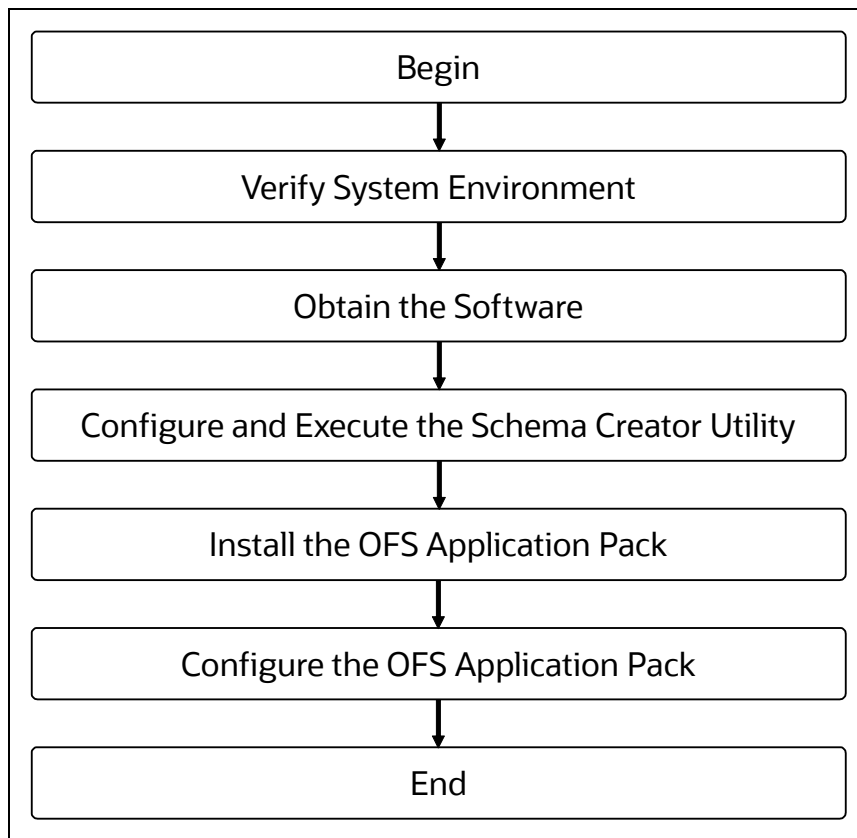 Begin
Verify System Environment
Obtain the Software
Configure and Execute the Schema Creator Utility
Install the OFS Application Pack
Configure the OFS Application Pack
End